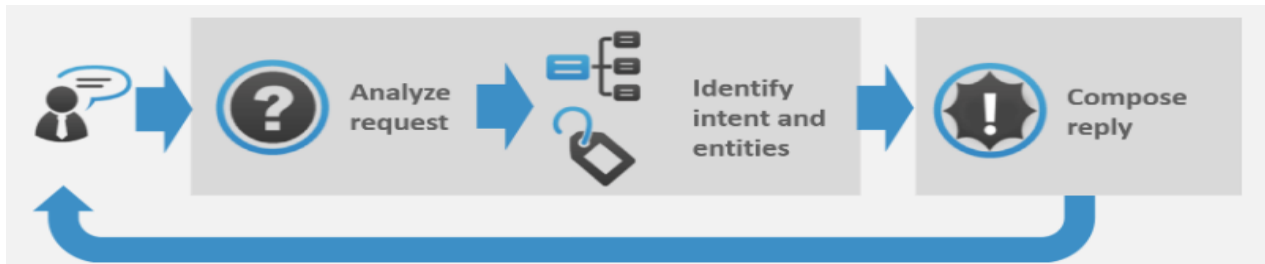 ?
Analyze
request
Identify
intent and
entities
!
Compose
reply